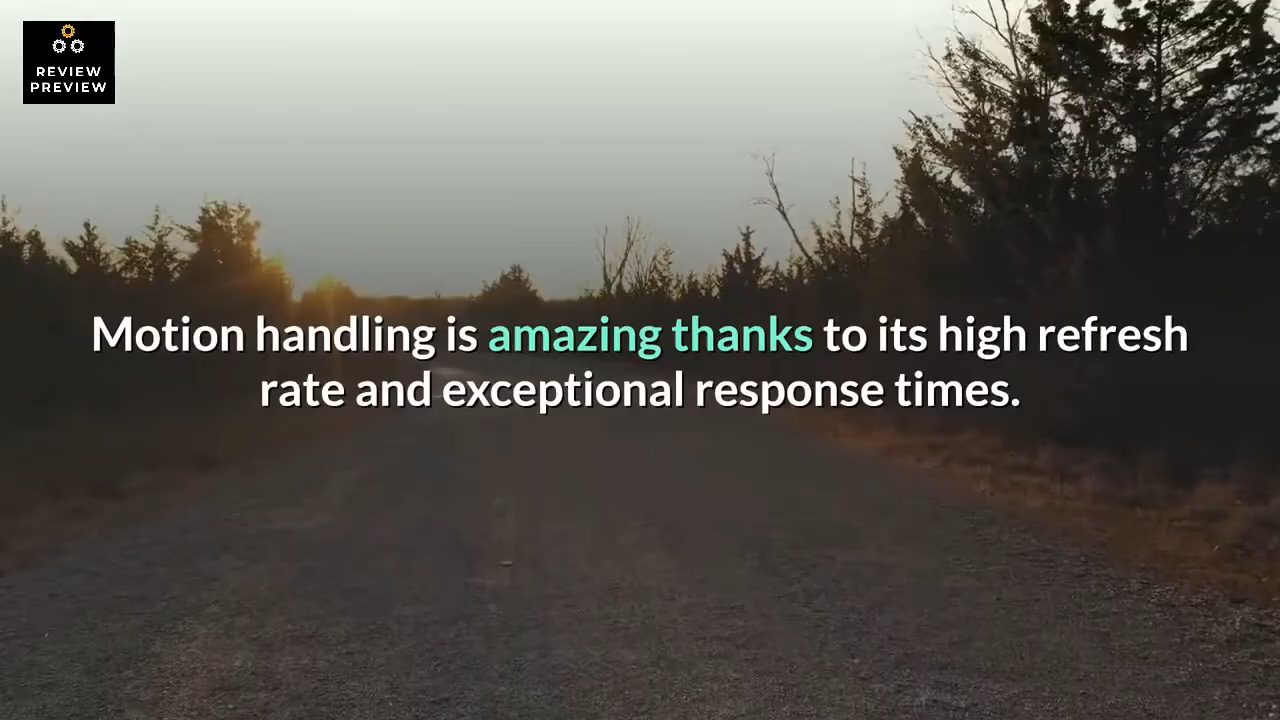 REVIEW
PREVIEW
Motion handling is amazing thanks to its high refresh
rate and exceptional response times.